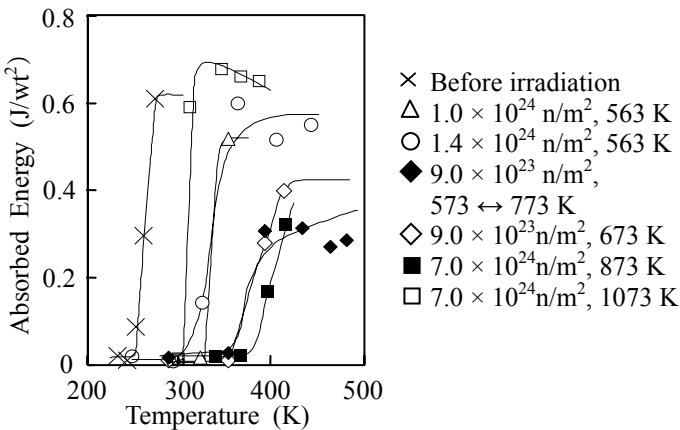 0.8
0.6
0.4
0.2
0
200
300
400
500
Absorbed Energy (J/wt²)
Temperature (K)
Before irradiation
1.0 × 10²⁴ n/m², 563 K
1.4 × 10²⁴ n/m², 563 K
9.0 × 10²³ n/m²,
573 ↔ 773 K
9.0 × 10²³n/m², 673 K
7.0 × 10²⁴n/m², 873 K
7.0 × 10²⁴n/m², 1073 K